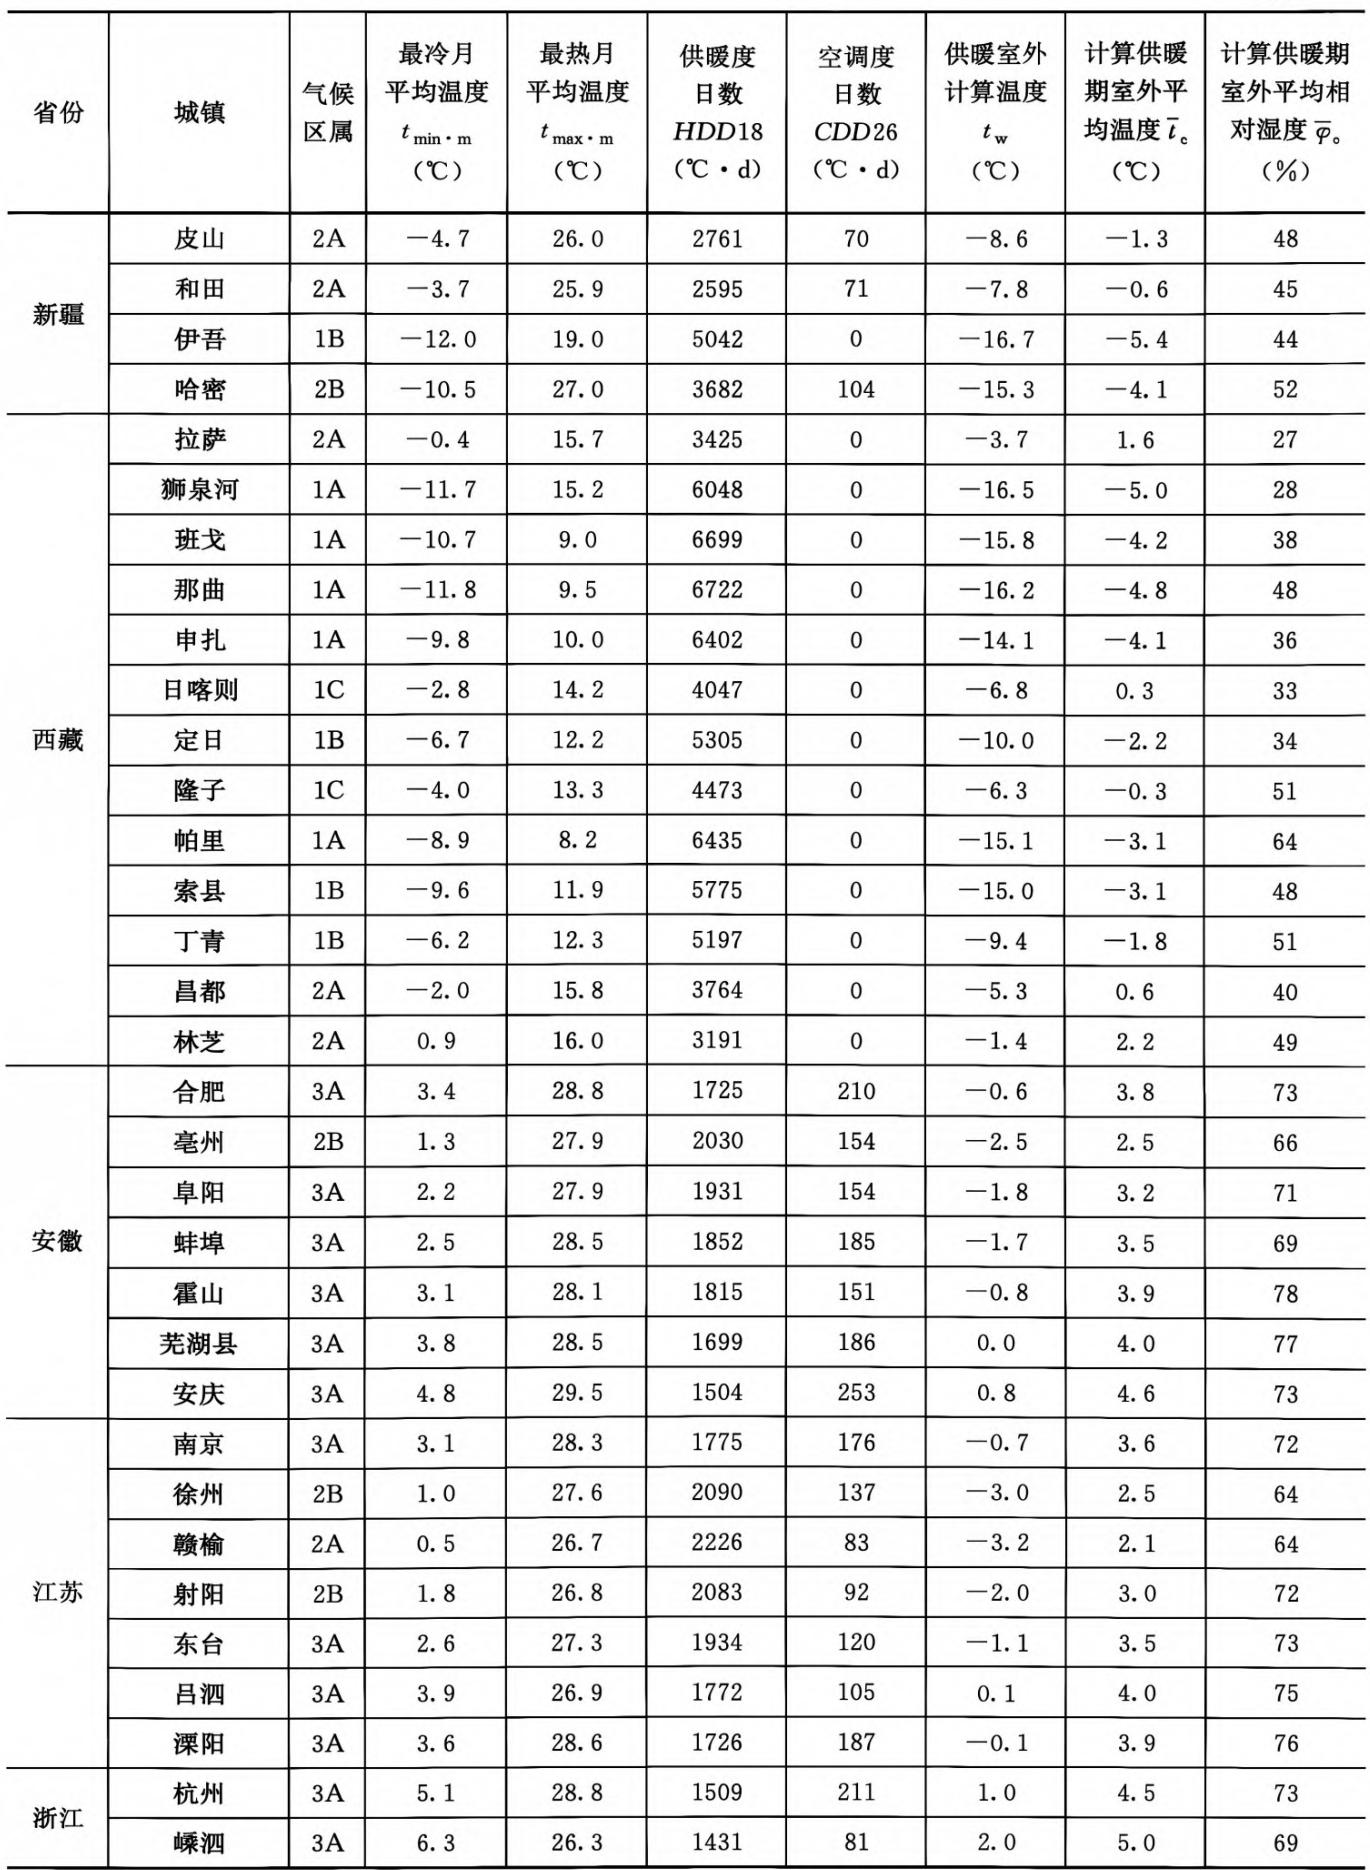 省份 城镇 气候区属 最冷月平均温度 t min·m (℃) 最热月平均温度 t max·m (℃) 供暖度日数 HDD18 (℃·d) 空调度日数 CDD26 (℃·d) 供暖室外计算温度 t w (℃) 计算供暖期室外平均温度 t̄ c (℃) 计算供暖期室外平均相对湿度 φ̄。 (%)
新疆 皮山 2A －4.7 26.0 2761 70 －8.6 －1.3 48
和田 2A －3.7 25.9 2595 71 －7.8 －0.6 45
伊吾 1B －12.0 19.0 5042 0 －16.7 －5.4 44
哈密 2B －10.5 27.0 3682 104 －15.3 －4.1 52
西藏 拉萨 2A －0.4 15.7 3425 0 －3.7 1.6 27
狮泉河 1A －11.7 15.2 6048 0 －16.5 －5.0 28
班戈 1A －10.7 9.0 6699 0 －15.8 －4.2 38
那曲 1A －11.8 9.5 6722 0 －16.2 －4.8 48
申扎 1A －9.8 10.0 6402 0 －14.1 －4.1 36
日喀则 1C －2.8 14.2 4047 0 －6.8 0.3 33
定日 1B －6.7 12.2 5305 0 －10.0 －2.2 34
隆子 1C －4.0 13.3 4473 0 －6.3 －0.3 51
帕里 1A －8.9 8.2 6435 0 －15.1 －3.1 64
索县 1B －9.6 11.9 5775 0 －15.0 －3.1 48
丁青 1B －6.2 12.3 5197 0 －9.4 －1.8 51
昌都 2A －2.0 15.8 3764 0 －5.3 0.6 40
林芝 2A 0.9 16.0 3191 0 －1.4 2.2 49
安徽 合肥 3A 3.4 28.8 1725 210 －0.6 3.8 73
亳州 2B 1.3 27.9 2030 154 －2.5 2.5 66
阜阳 3A 2.2 27.9 1931 154 －1.8 3.2 71
蚌埠 3A 2.5 28.5 1852 185 －1.7 3.5 69
霍山 3A 3.1 28.1 1815 151 －0.8 3.9 78
芜湖县 3A 3.8 28.5 1699 186 0.0 4.0 77
安庆 3A 4.8 29.5 1504 253 0.8 4.6 73
江苏 南京 3A 3.1 28.3 1775 176 －0.7 3.6 72
徐州 2B 1.0 27.6 2090 137 －3.0 2.5 64
赣榆 2A 0.5 26.7 2226 83 －3.2 2.1 64
射阳 2B 1.8 26.8 2083 92 －2.0 3.0 72
东台 3A 2.6 27.3 1934 120 －1.1 3.5 73
吕泗 3A 3.9 26.9 1772 105 0.1 4.0 75
溧阳 3A 3.6 28.6 1726 187 －0.1 3.9 76
浙江 杭州 3A 5.1 28.8 1509 211 1.0 4.5 73
嵊泗 3A 6.3 26.3 1431 81 2.0 5.0 69